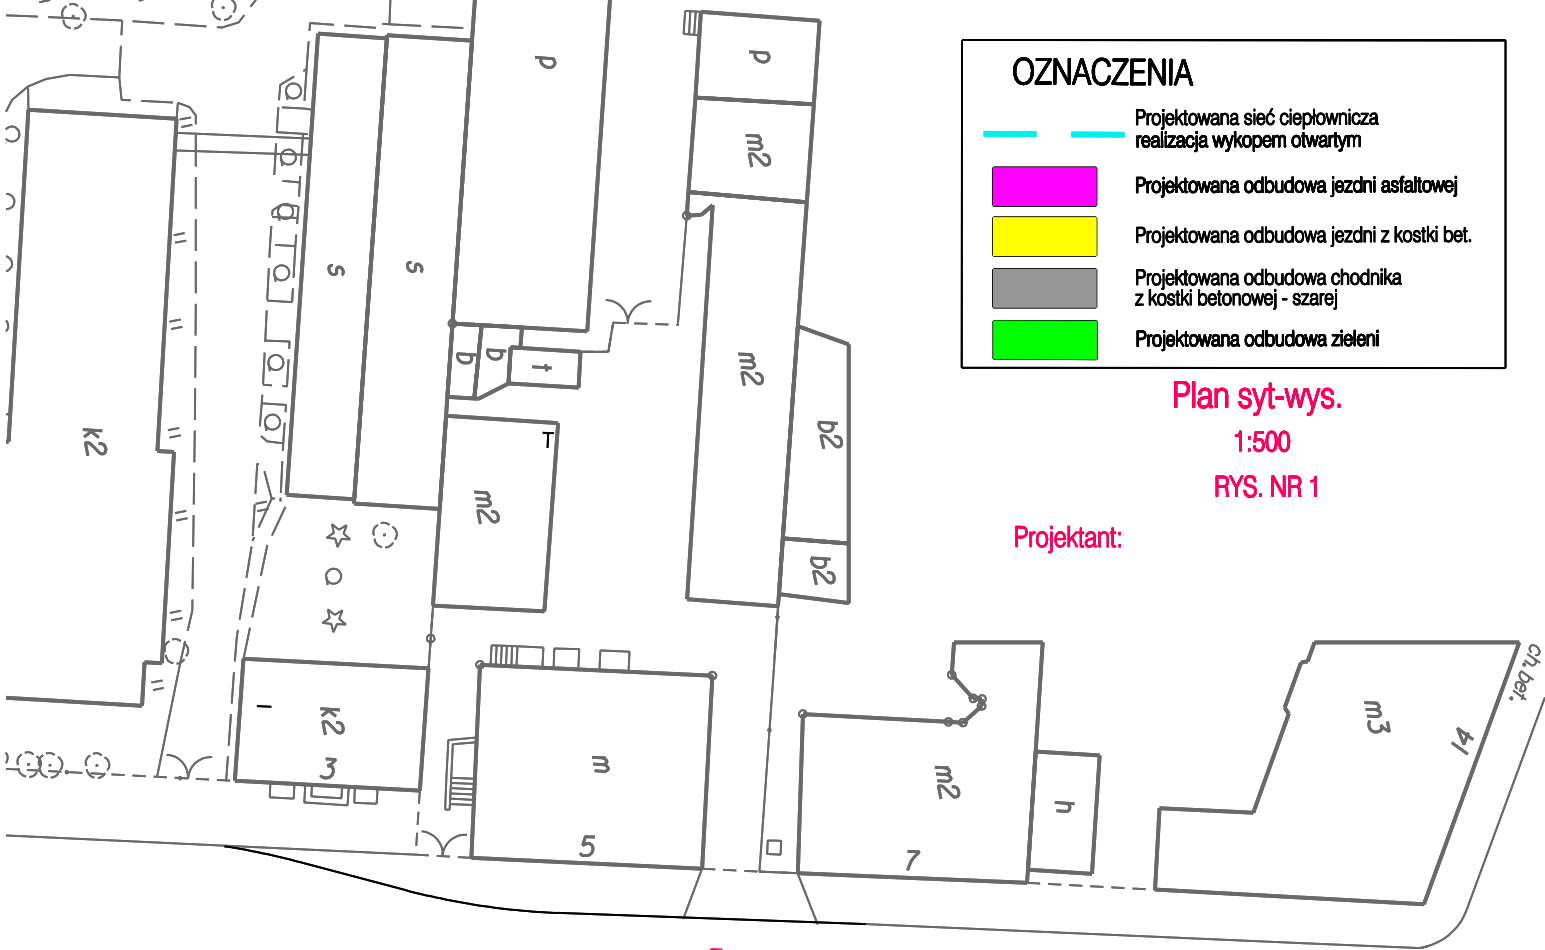 OZNACZENIA
Projektowana sieć ciepłownicza
realizacja wykopem otwartym
Projektowana odbudowa jezdni asfaltowej
Projektowana odbudowa jezdni z kostki bet.
Projektowana odbudowa chodnika
z kostki betonowej - szarej
Projektowana odbudowa zieleni
Plan syt-wys.
1:500
RYS. NR 1
Projektant:
p
p
m2
s
s
b
b
t
m2
b2
k2
T
m2
b2
ch.bet.
k2
3
m
5
m2
7
h
m3
14